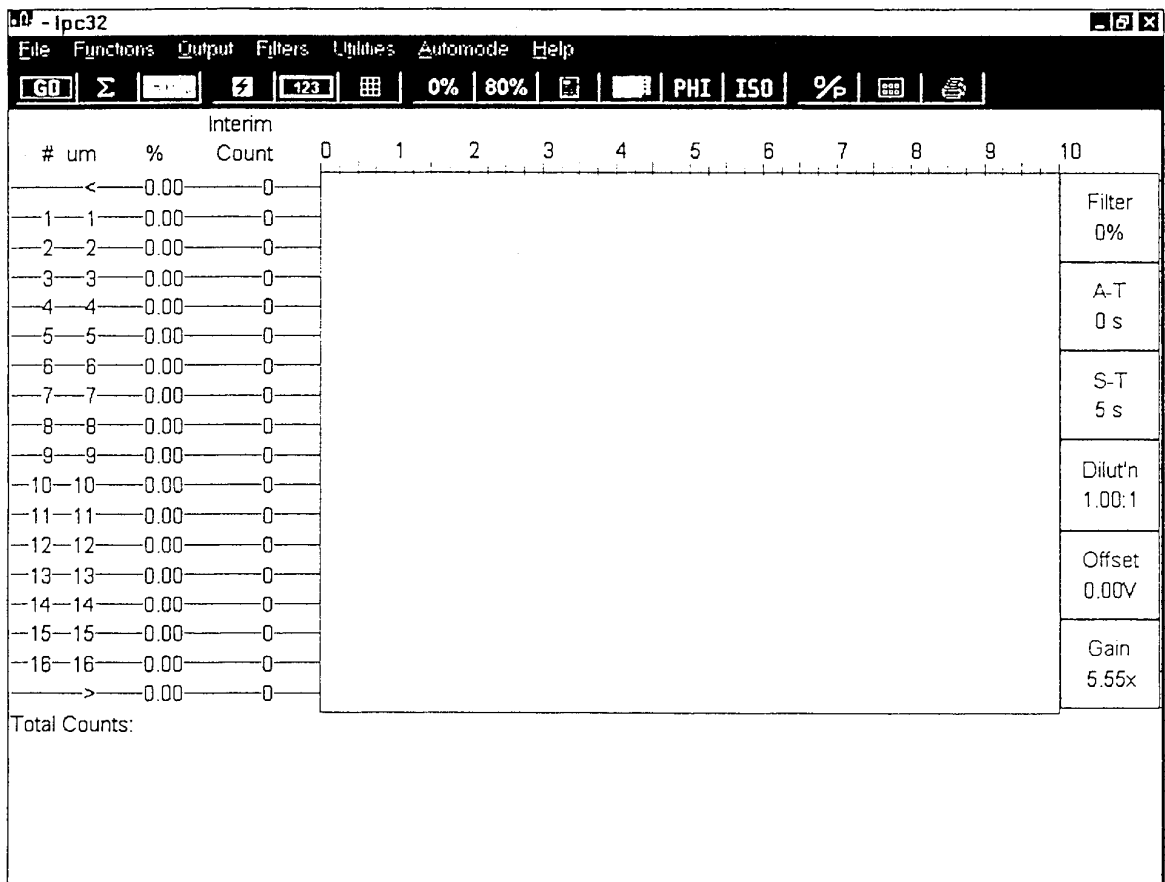 - lpc32
File Functions Output Filters Utilities Automode Help
GO Σ 123 0% 80% PHI ISO %p
Interim
# um % Count 0 1 2 3 4 5 6 7 8 9 10
< 0.00 0
1 1 0.00 0
2 2 0.00 0
3 3 0.00 0
4 4 0.00 0
5 5 0.00 0
6 6 0.00 0
7 7 0.00 0
8 8 0.00 0
9 9 0.00 0
10 10 0.00 0
11 11 0.00 0
12 12 0.00 0
13 13 0.00 0
14 14 0.00 0
15 15 0.00 0
16 16 0.00 0
> 0.00 0
Total Counts:
Filter
0%
A-T
0 s
S-T
5 s
Dilut'n
1.00:1
Offset
0.00V
Gain
5.55x